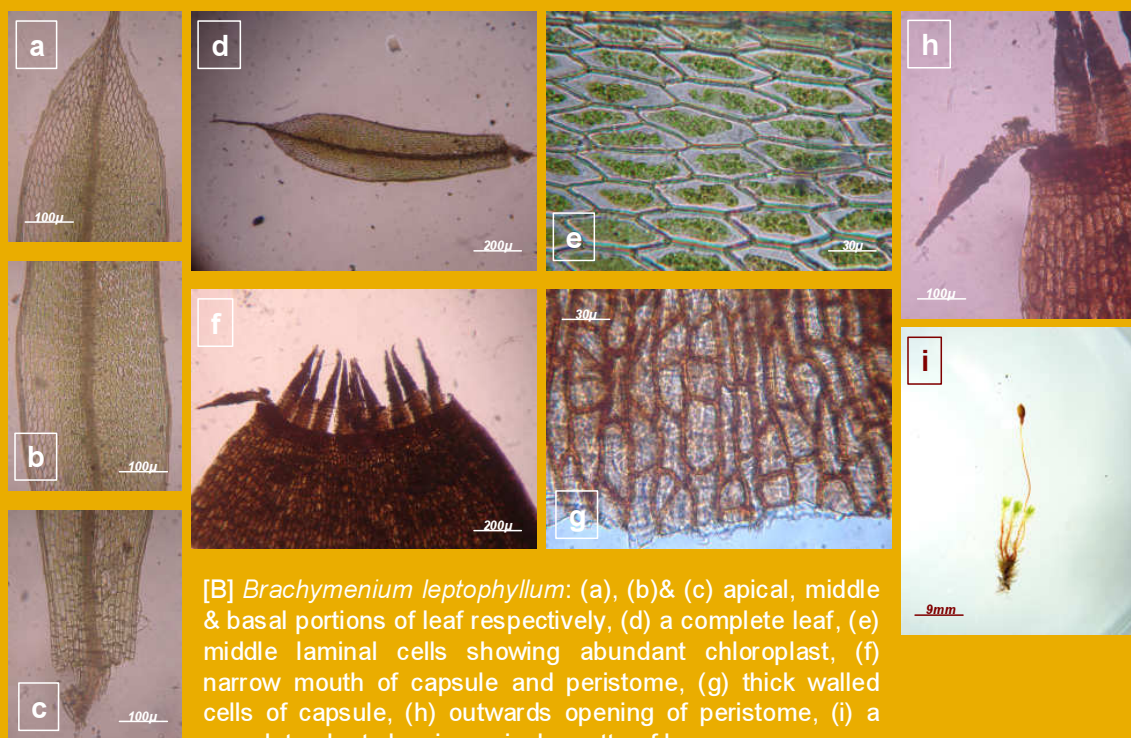 a
100µ
b
100µ
c
100µ
d
200µ
e
30µ
f
200µ
g
30µ
h
100µ
i
9mm
[B] Brachymenium leptophyllum: (a), (b)& (c) apical, middle
& basal portions of leaf respectively, (d) a complete leaf, (e)
middle laminal cells showing abundant chloroplast, (f)
narrow mouth of capsule and peristome, (g) thick walled
cells of capsule, (h) outwards opening of peristome, (i) a